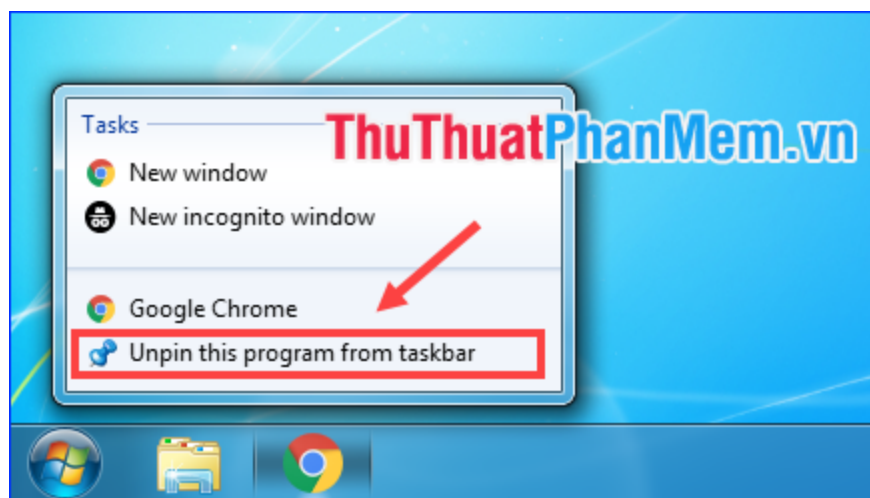 Tasks
ThuThuatPhanMem.vn
New window
New incognito window
Google Chrome
Unpin this program from taskbar